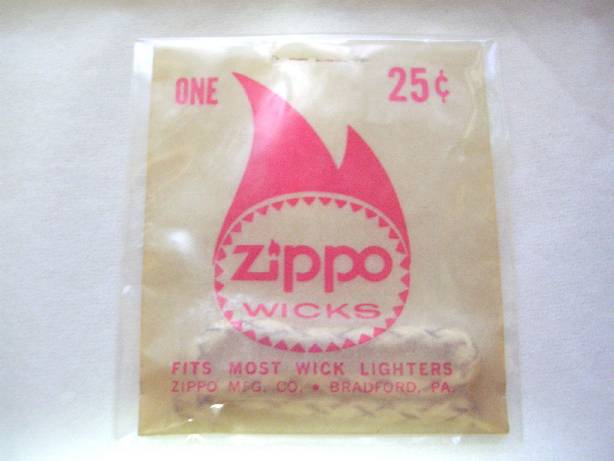 ONE 25¢
zippo
WICKS
FITS MOST WICK LIGHTERS
ZIPPO MFG. CO. • BRADFORD, PA.